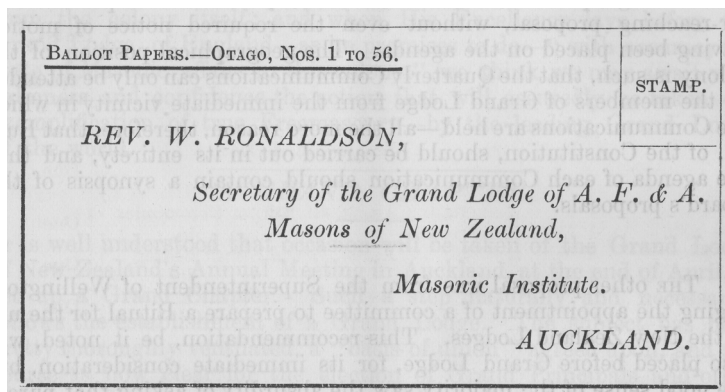 BALLOT PAPERS.—OTAGO, NOS. 1 TO 56.
STAMP.
REV. W. RONALDSON,
Secretary of the Grand Lodge of A. F. & A.
Masons of New Zealand,
Masonic Institute.
AUCKLAND.